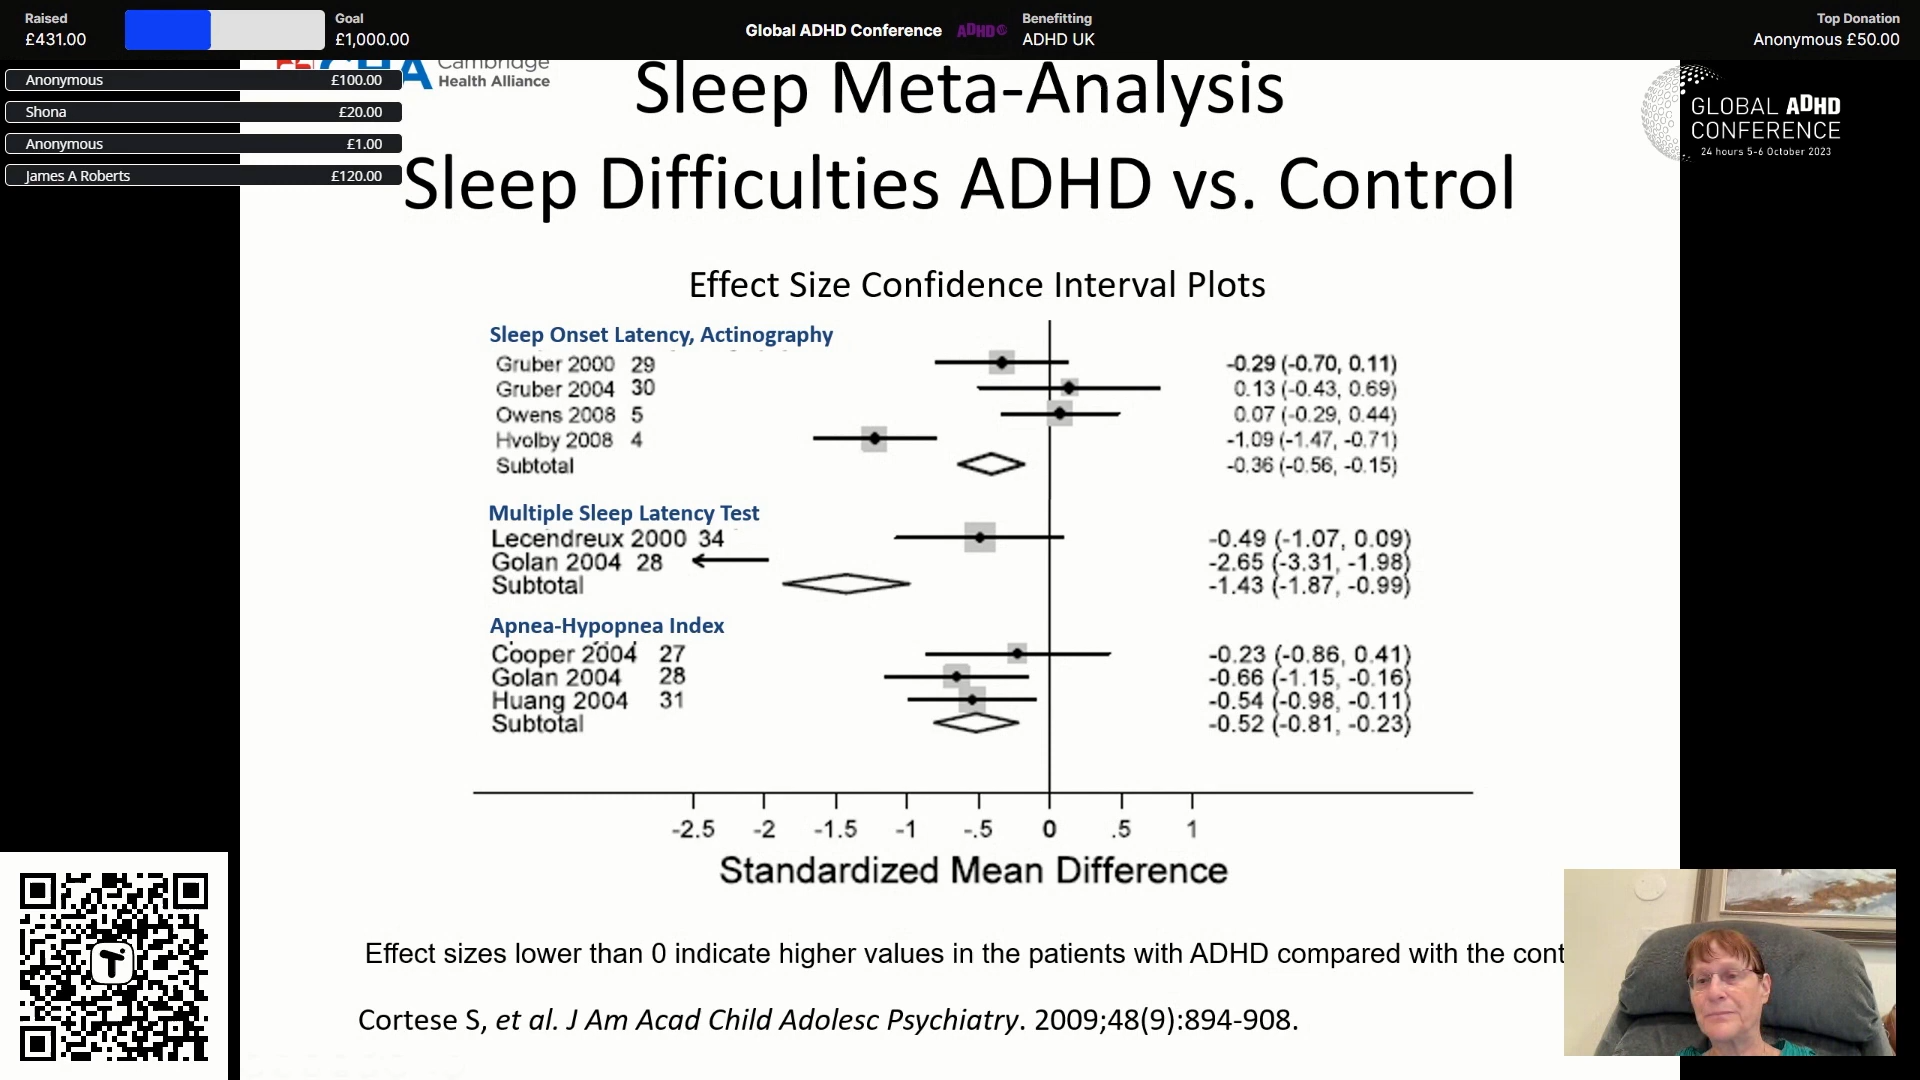 Raised
£431.00
Goal
£1,000.00
Global ADHD Conference
ADHD
Benefitting
ADHD UK
Top Donation
Anonymous £50.00
Anonymous £100.00
Shona £20.00
Anonymous £1.00
James A Roberts £120.00
CHA Cambridge
Health Alliance
GLOBAL ADHD
CONFERENCE
24 hours 5-6 October 2023
Sleep Meta-Analysis
Sleep Difficulties ADHD vs. Control
Effect Size Confidence Interval Plots
Sleep Onset Latency, Actinography
Gruber 2000 29 -0.29 (-0.70, 0.11)
Gruber 2004 30 0.13 (-0.43, 0.69)
Owens 2008 5 0.07 (-0.29, 0.44)
Hvolby 2008 4 -1.09 (-1.47, -0.71)
Subtotal -0.36 (-0.56, -0.15)
Multiple Sleep Latency Test
Lecendreux 2000 34 -0.49 (-1.07, 0.09)
Golan 2004 28 -2.65 (-3.31, -1.98)
Subtotal -1.43 (-1.87, -0.99)
Apnea-Hypopnea Index
Cooper 2004 27 -0.23 (-0.86, 0.41)
Golan 2004 28 -0.66 (-1.15, -0.16)
Huang 2004 31 -0.54 (-0.98, -0.11)
Subtotal -0.52 (-0.81, -0.23)
-2.5 -2 -1.5 -1 -.5 0 .5 1
Standardized Mean Difference
Effect sizes lower than 0 indicate higher values in the patients with ADHD compared with the cont
Cortese S, et al. J Am Acad Child Adolesc Psychiatry. 2009;48(9):894-908.